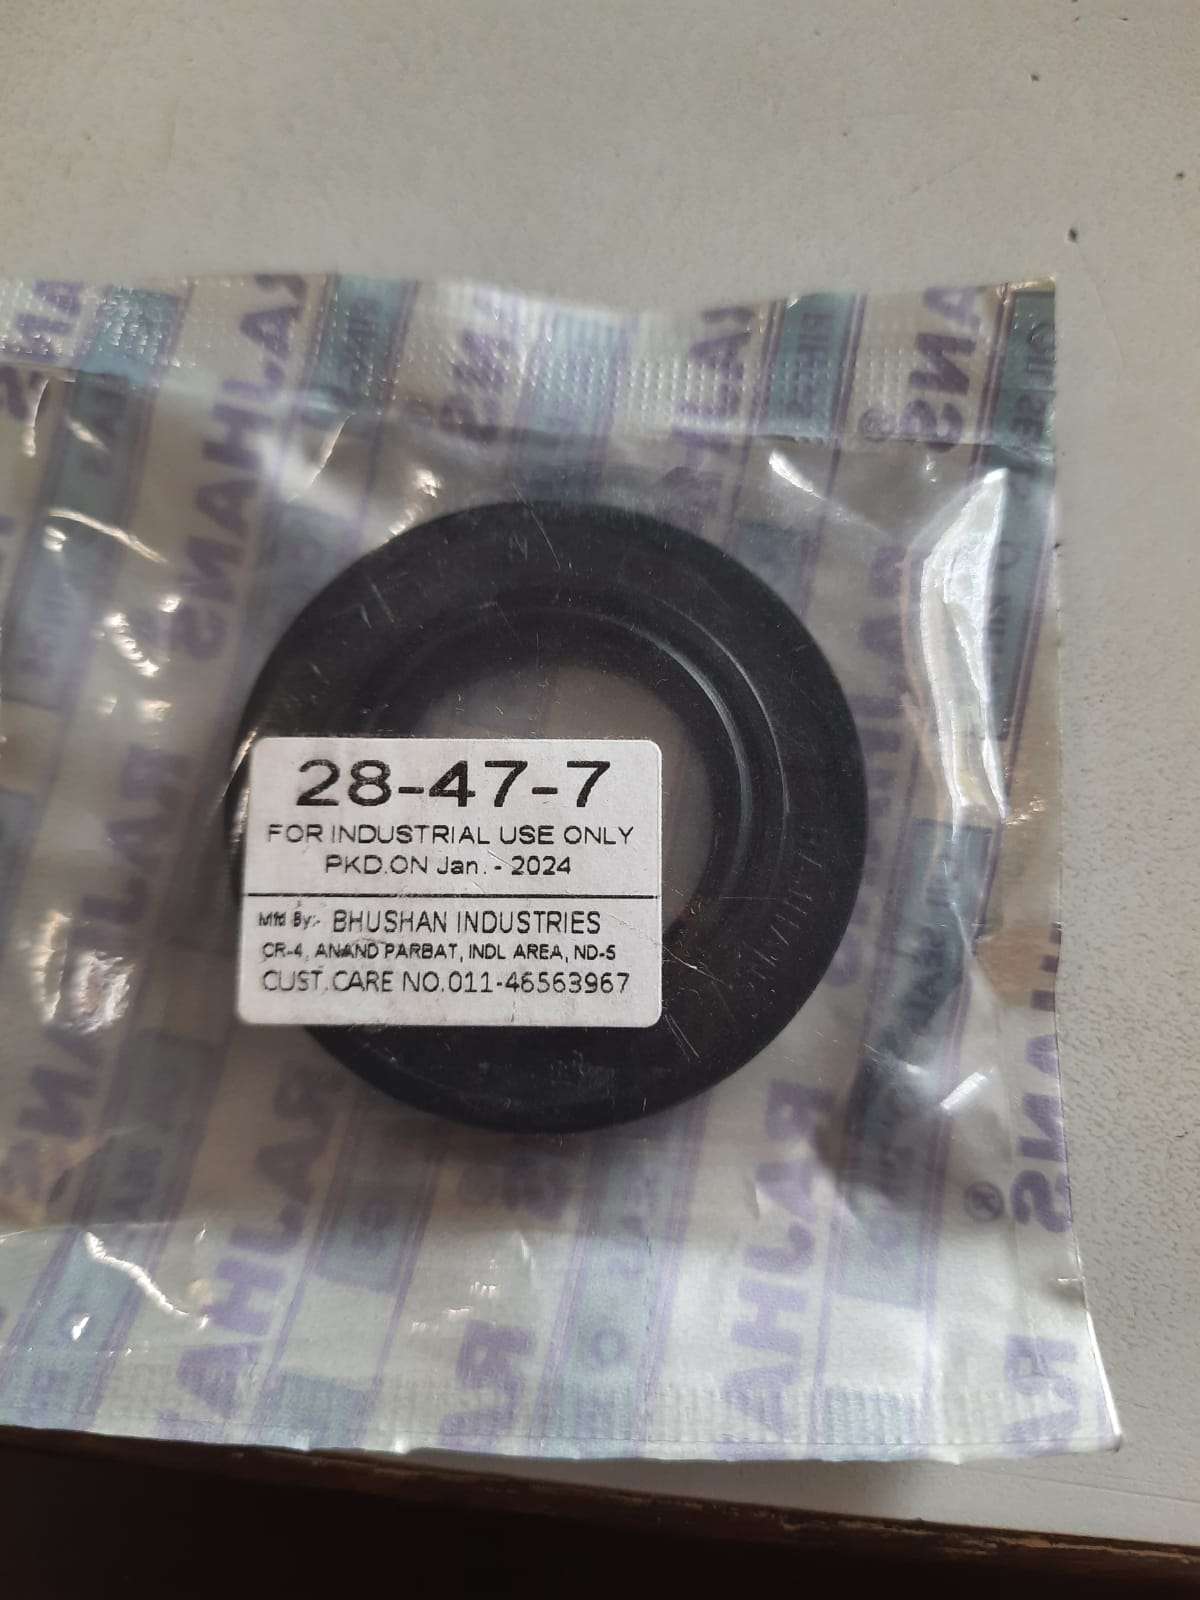 28-47-7
FOR INDUSTRIAL USE ONLY
PKD.ON Jan. - 2024
Mfd By:- BHUSHAN INDUSTRIES
CR-4, ANAND PARBAT, INDL AREA, ND-5
CUST.CARE NO.011-46563967
RAJHANS